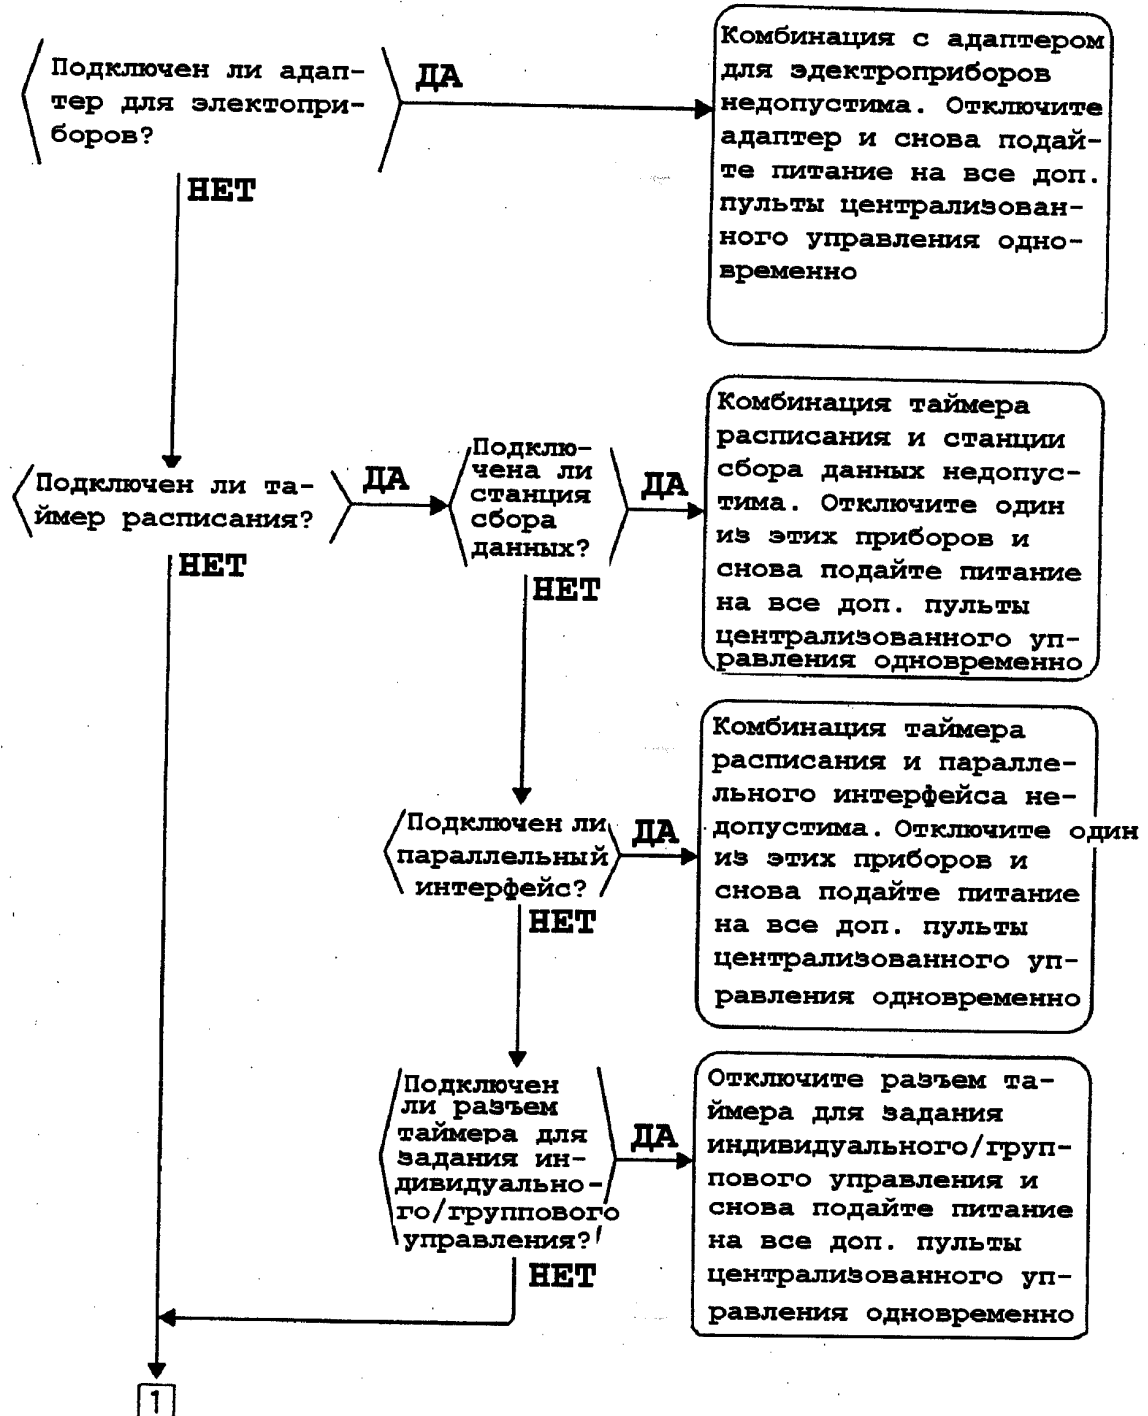 Подключен ли адап-
тер для электопри-
боров?
ДА
Комбинация с адаптером
для эдектроприборов
недопустима. Отключите
адаптер и снова подай-
те питание на все доп.
пульты централизован-
ного управления одно-
временно
НЕТ
Подключен ли та-
ймер расписания?
ДА
Подклю-
чена ли
станция
сбора
данных?
ДА
Комбинация таймера
расписания и станции
сбора данных недопус-
тима. Отключите один
из этих приборов и
снова подайте питание
на все доп. пульты
централизованного уп-
равления одновременно
НЕТ
НЕТ
Подключен ли
параллельный
интерфейс?
ДА
Комбинация таймера
расписания и паралле-
льного интерфейса не-
допустима. Отключите один
из этих приборов и
снова подайте питание
на все доп. пульты
централизованного уп-
равления одновременно
НЕТ
Подключен
ли разъем
таймера для
задания ин-
дивидуально-
го/группового
управления?
ДА
Отключите разъем та-
ймера для задания
индивидуального/груп-
пового управления и
снова подайте питание
на все доп. пульты
централизованного уп-
равления одновременно
НЕТ
1